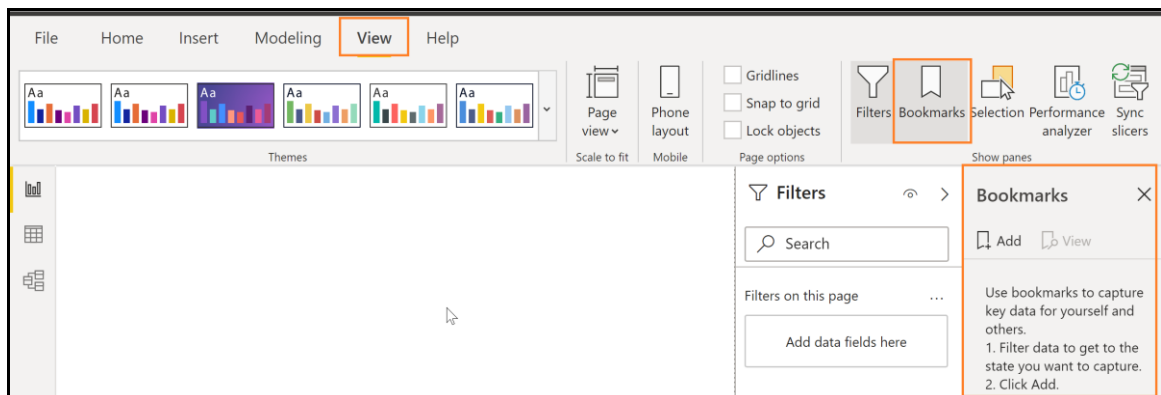 File Home Insert Modeling View Help
Aa Aa Aa Aa Aa Aa
Page view
Phone layout
Gridlines
Snap to grid
Lock objects
Filters Bookmarks Selection Performance analyzer Sync slicers
Themes Scale to fit Mobile Page options Show panes
Filters
Search
Filters on this page ...
Add data fields here
Bookmarks
Add View
Use bookmarks to capture
key data for yourself and
others.
1. Filter data to get to the
state you want to capture.
2. Click Add.